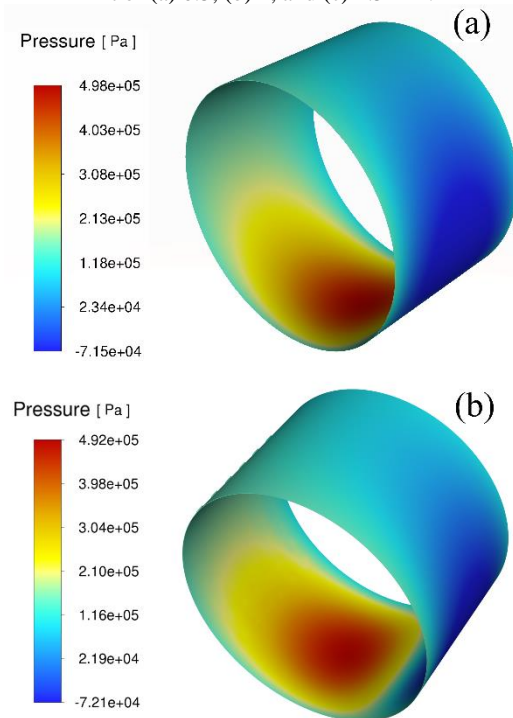 (a)
Pressure [ Pa ]
4.98e+05
4.03e+05
3.08e+05
2.13e+05
1.18e+05
2.34e+04
-7.15e+04
(b)
Pressure [ Pa ]
4.92e+05
3.98e+05
3.04e+05
2.10e+05
1.16e+05
2.19e+04
-7.21e+04